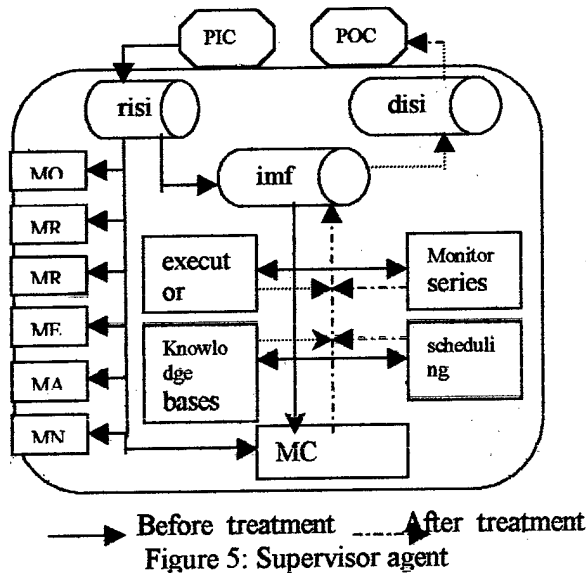 PIC
POC
risi
disi
imf
MO
MR
MR
ME
MA
MN
execut
or
Monitor
series
Knowlo
dge
bases
scheduli
ng
MC
Before treatment
After treatment
Figure 5: Supervisor agent